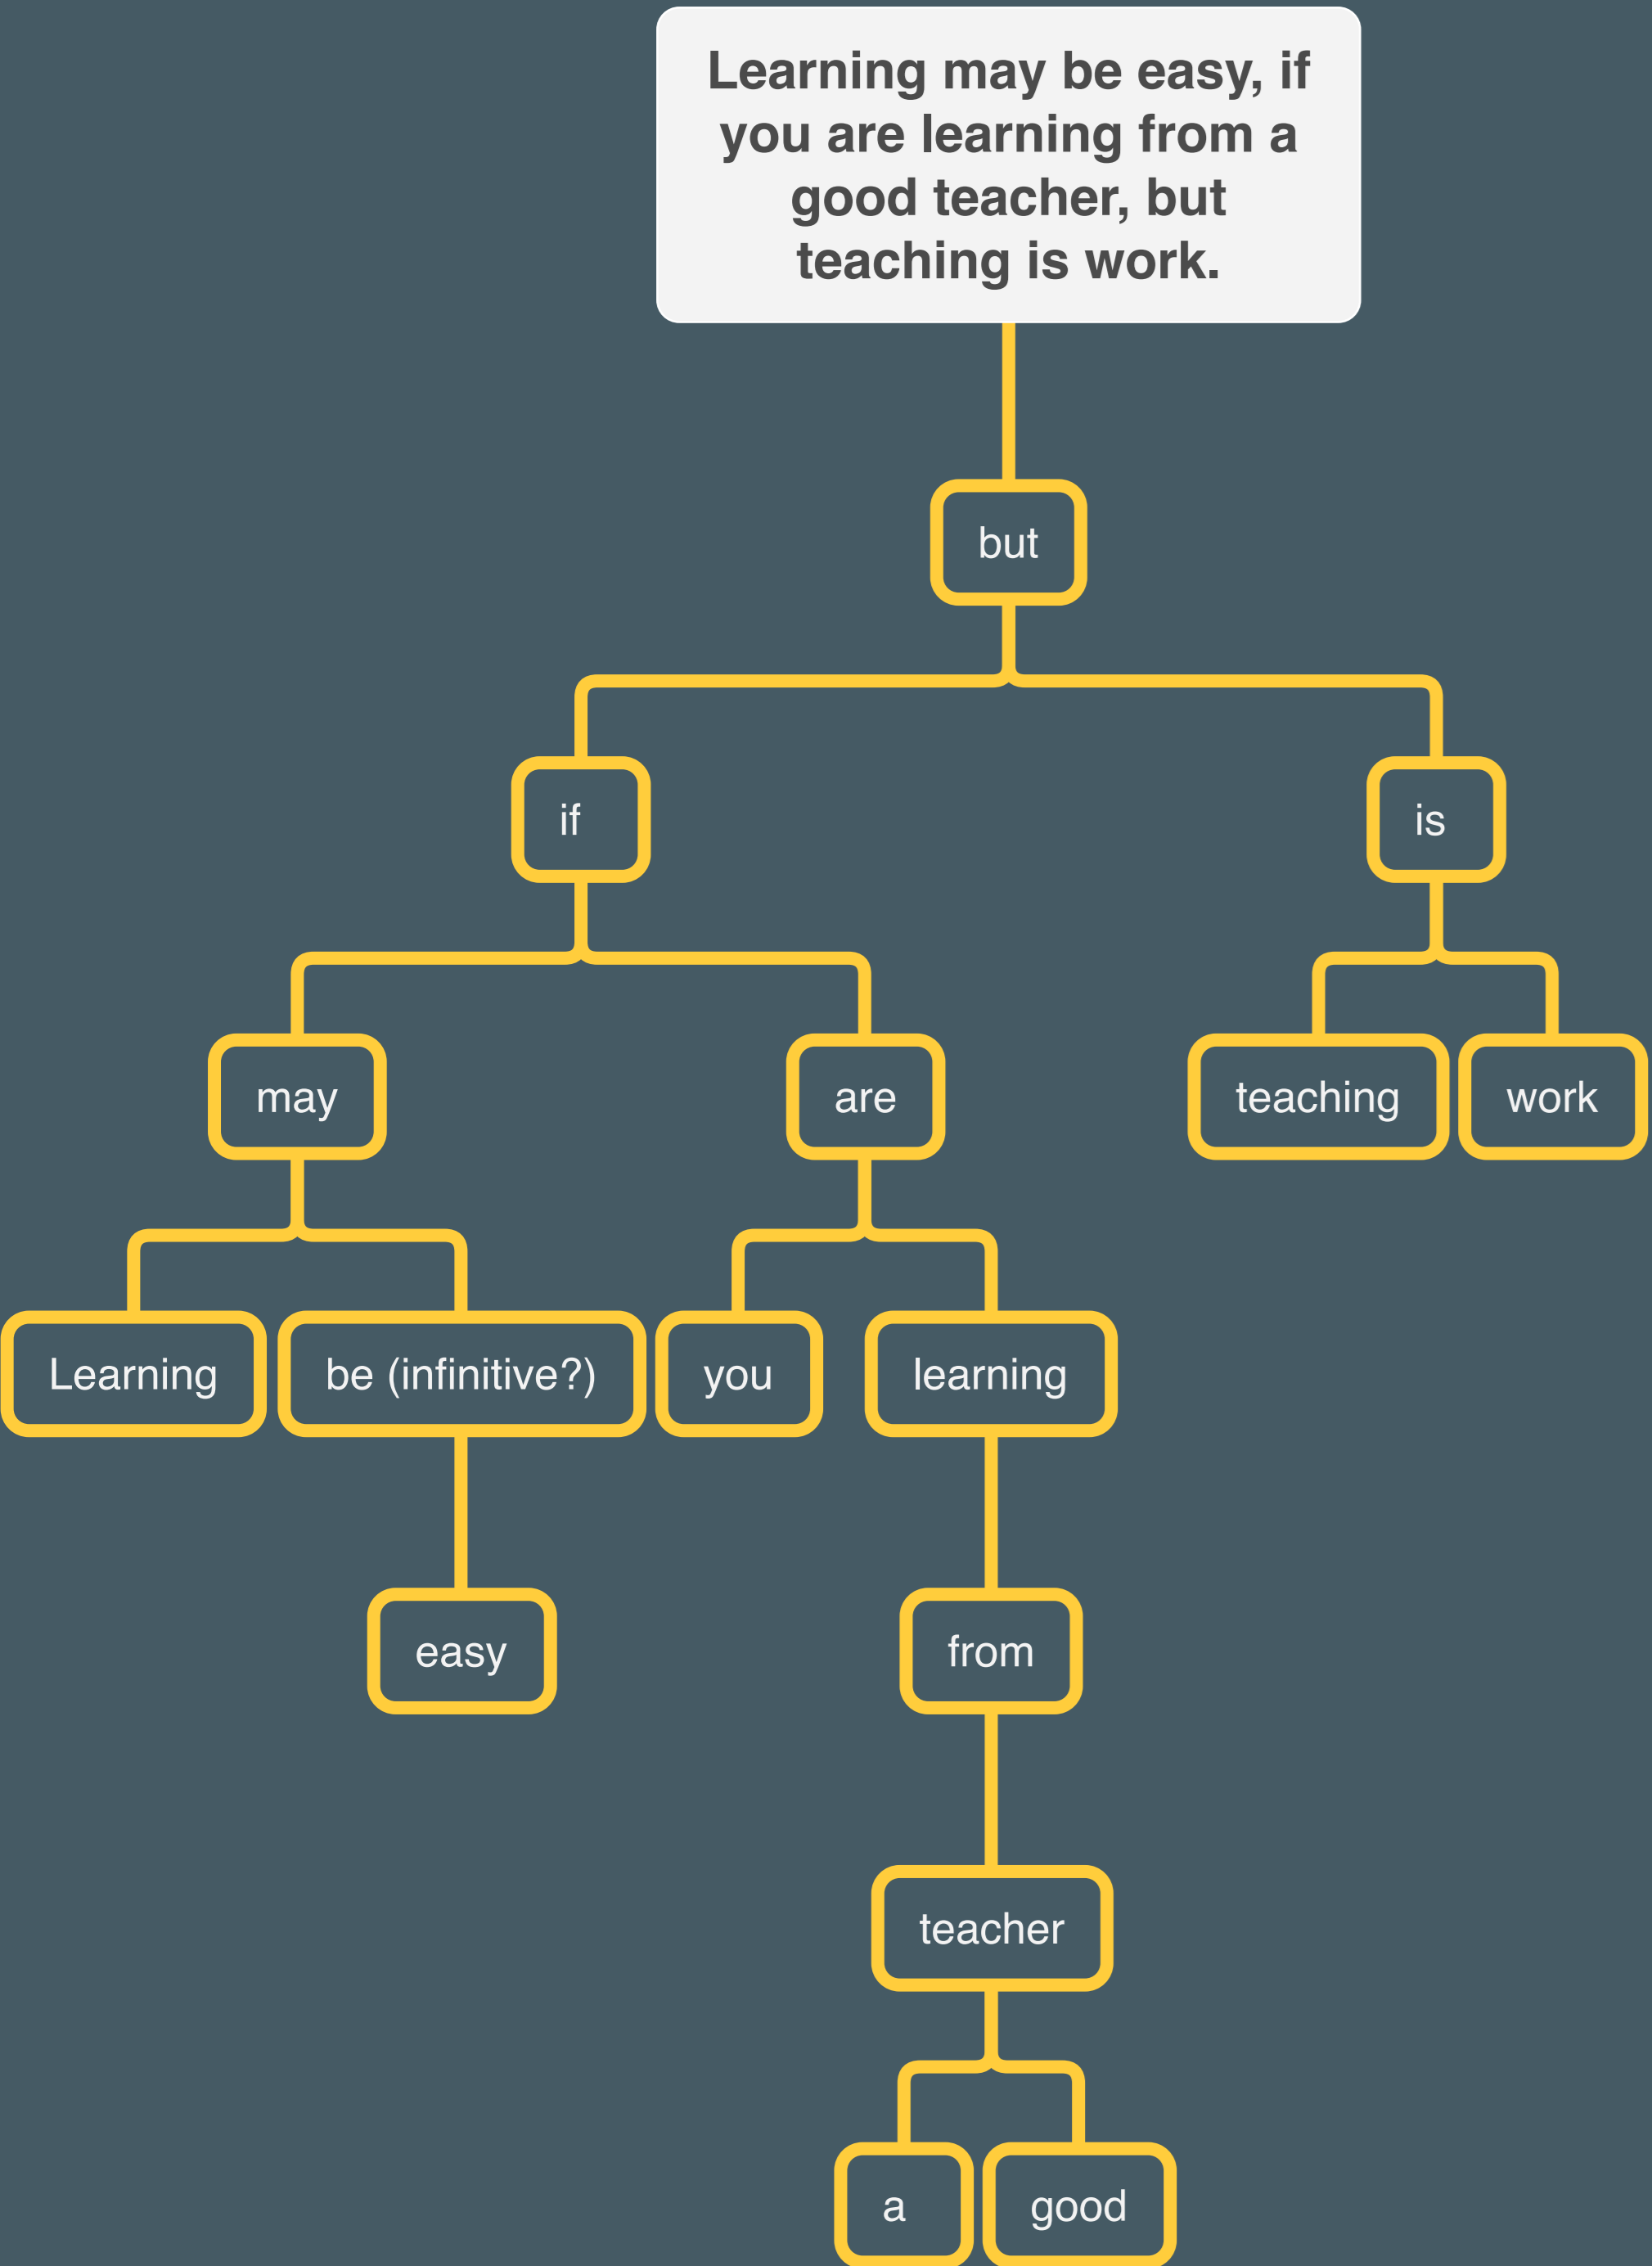 Learning may be easy, if
you are learning from a
good teacher, but
teaching is work.
but
if
is
may
are
teaching
work
Learning
be (infinitive?)
you
learning
easy
from
teacher
a
good